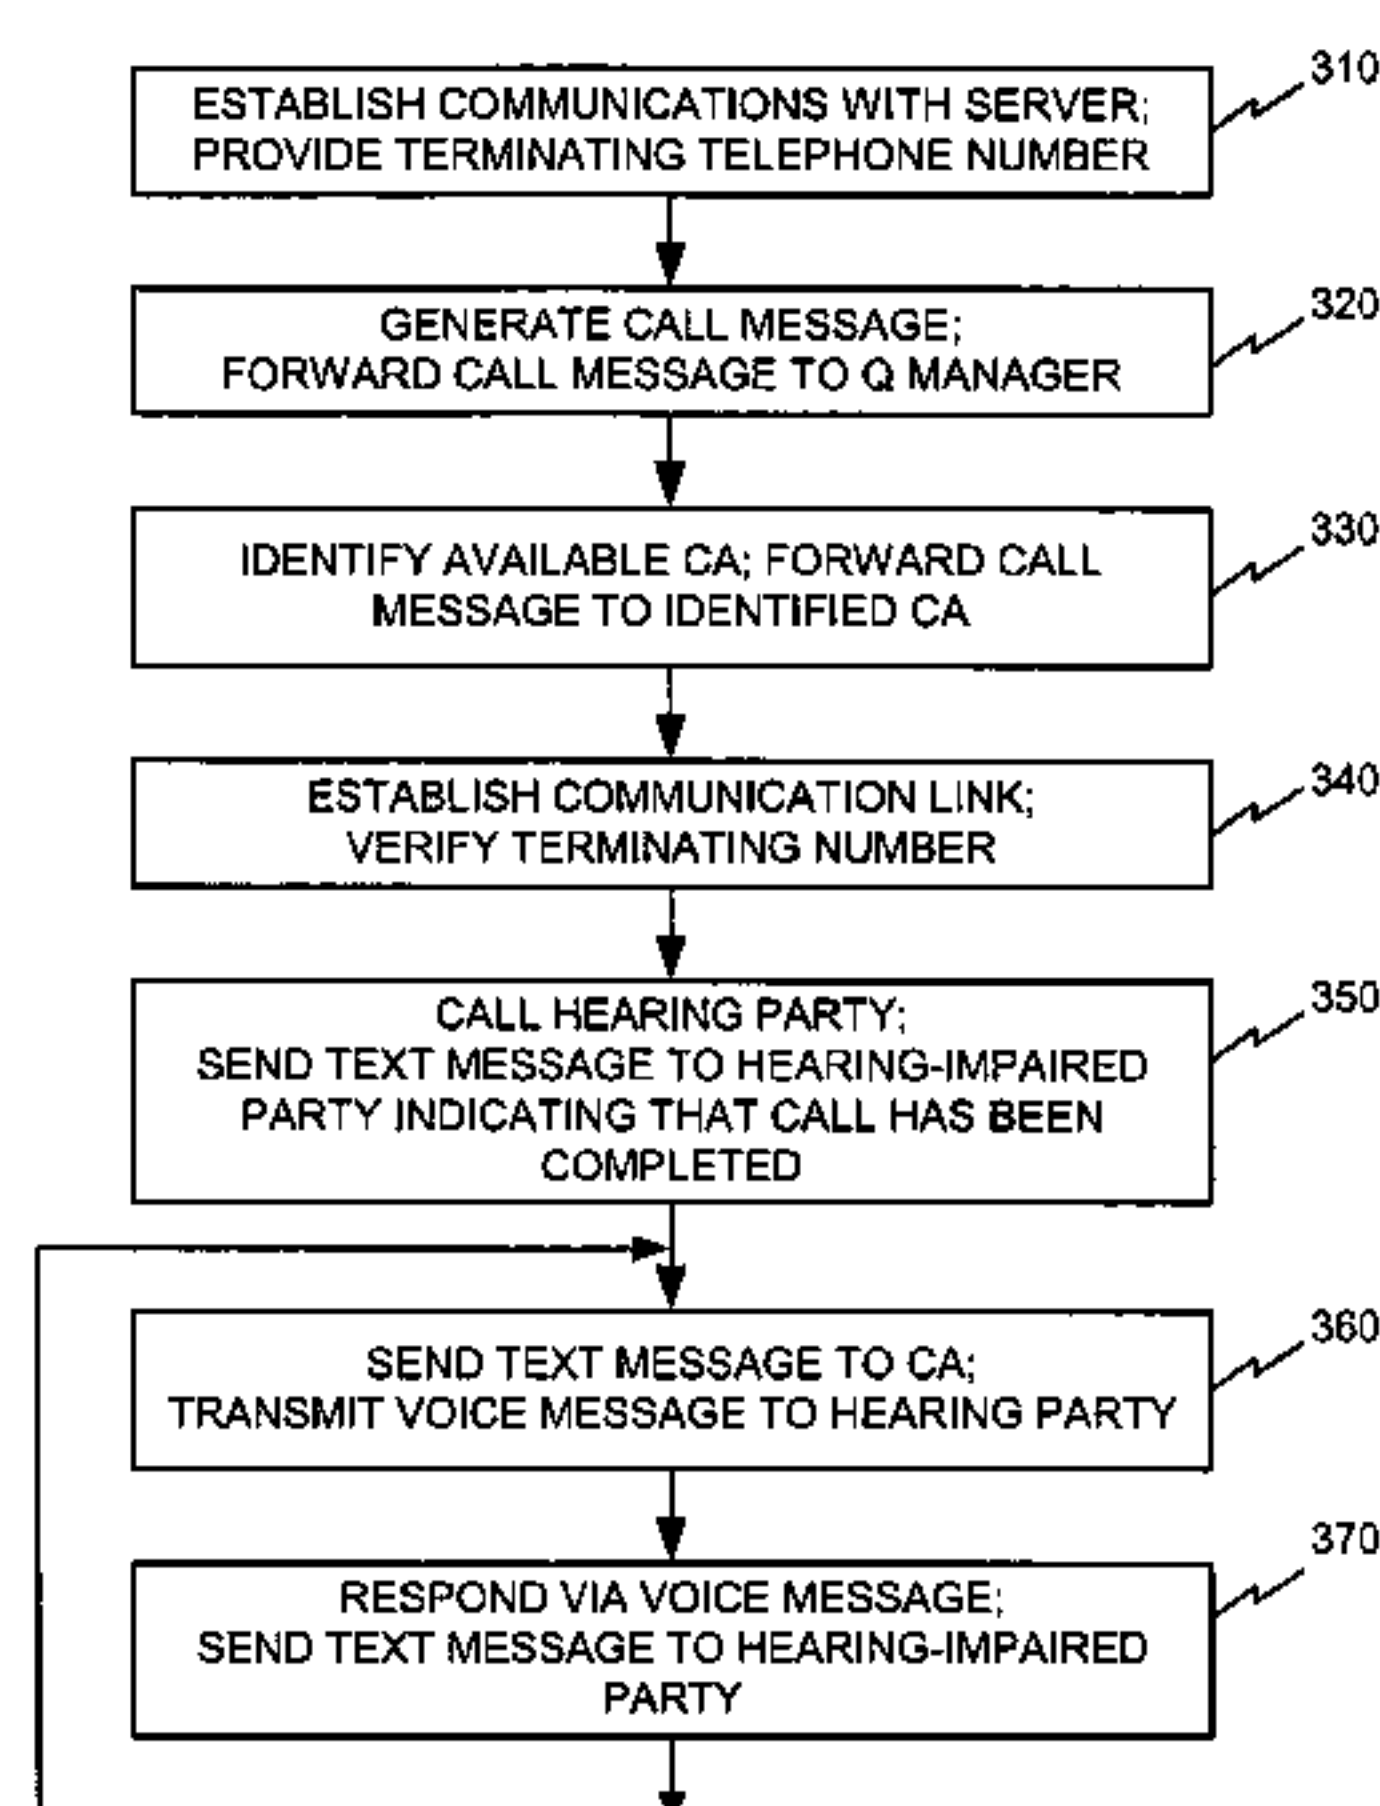 310
ESTABLISH COMMUNICATIONS WITH SERVER;
PROVIDE TERMINATING TELEPHONE NUMBER
320
GENERATE CALL MESSAGE;
FORWARD CALL MESSAGE TO Q MANAGER
330
IDENTIFY AVAILABLE CA; FORWARD CALL
MESSAGE TO IDENTIFIED CA
340
ESTABLISH COMMUNICATION LINK;
VERIFY TERMINATING NUMBER
350
CALL HEARING PARTY;
SEND TEXT MESSAGE TO HEARING-IMPAIRED
PARTY INDICATING THAT CALL HAS BEEN
COMPLETED
360
SEND TEXT MESSAGE TO CA;
TRANSMIT VOICE MESSAGE TO HEARING PARTY
370
RESPOND VIA VOICE MESSAGE;
SEND TEXT MESSAGE TO HEARING-IMPAIRED
PARTY